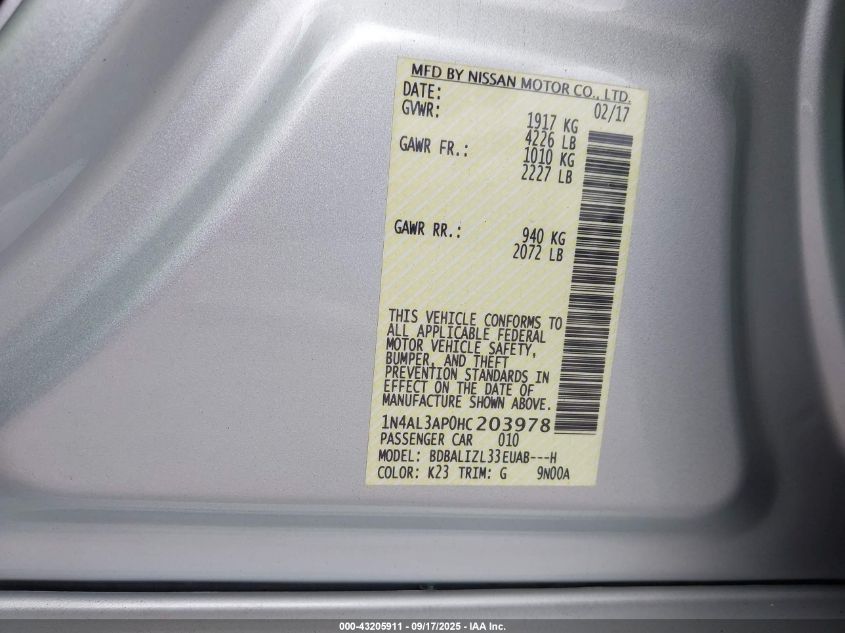 MFD BY NISSAN MOTOR CO., LTD.
DATE: 02/17
GVWR: 1917 KG
4226 LB
GAWR FR.: 1010 KG
2227 LB
GAWR RR.: 940 KG
2072 LB
THIS VEHICLE CONFORMS TO
ALL APPLICABLE FEDERAL
MOTOR VEHICLE SAFETY,
BUMPER, AND THEFT
PREVENTION STANDARDS IN
EFFECT ON THE DATE OF
MANUFACTURE SHOWN ABOVE.
1N4AL3AP0HC203978
PASSENGER CAR 010
MODEL: BDBALIZL33EUAB---H
COLOR: K23 TRIM: G 9N00A
000-43205911 - 09/17/2025 - IAA Inc.